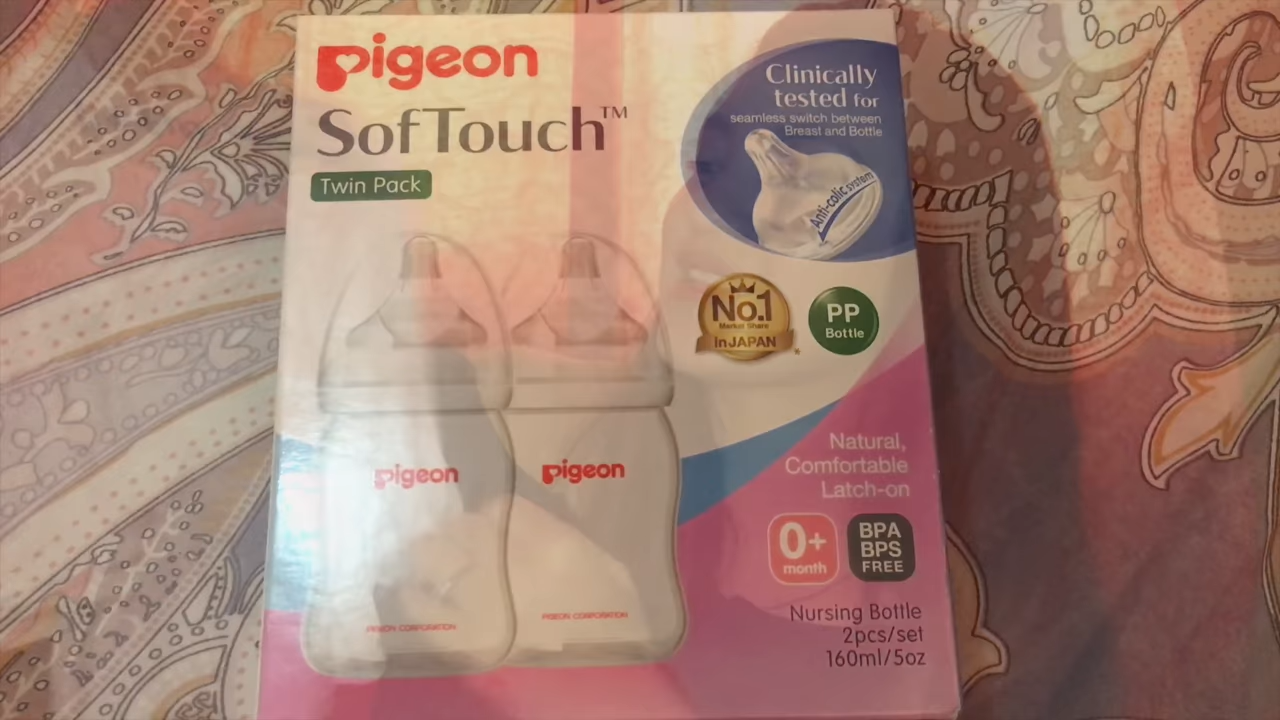 pigeon
SofTouch™
Twin Pack
Clinically
tested for
seamless switch between
Breast and Bottle
Anti-colic system
No.1
Market Share
in JAPAN
PP
Bottle
pigeon
pigeon
Natural,
Comfortable
Latch-on
0+
month
BPA
BPS
FREE
PIGEON CORPORATION
PIGEON CORPORATION
Nursing Bottle
2pcs/set
160ml/5oz